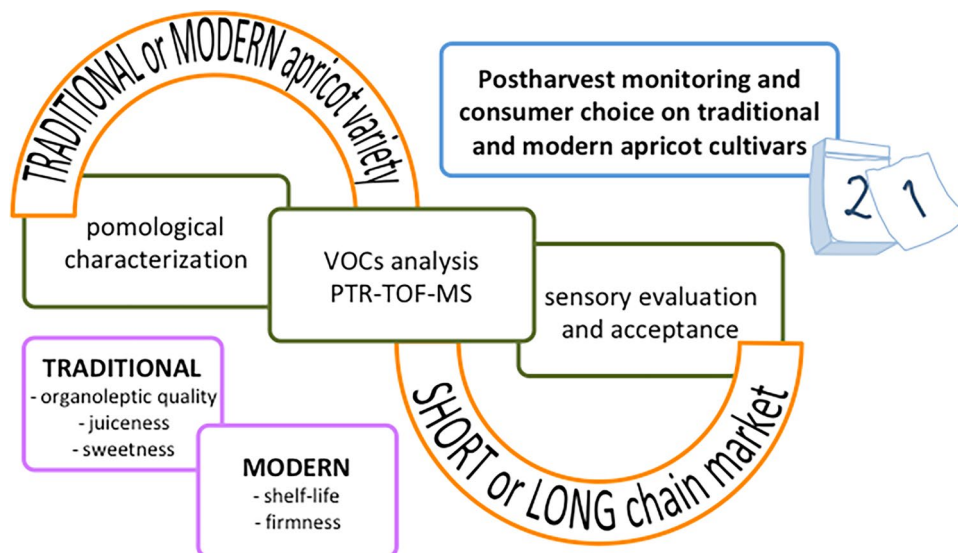 TRADITIONAL or MODERN apricot variety
Postharvest monitoring and
consumer choice on traditional
and modern apricot cultivars
2
1
pomological
characterization
VOCs analysis
PTR-TOF-MS
sensory evaluation
and acceptance
TRADITIONAL
- organoleptic quality
- juiceness
- sweetness
MODERN
- shelf-life
- firmness
SHORT or LONG chain market